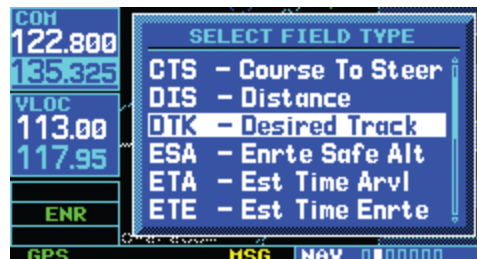 COM
122.800
135.325
VLOC
113.00
117.95
ENR
GPS
SELECT FIELD TYPE
CTS – Course To Steer
DIS – Distance
DTK – Desired Track
ESA – Enrte Safe Alt
ETA – Est Time Arvl
ETE – Est Time Enrte
MSG
NAV